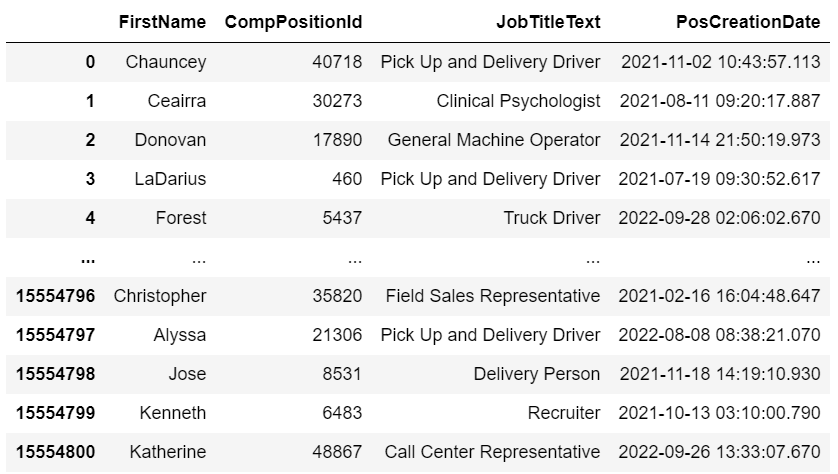 FirstName CompPositionId JobTitleText PosCreationDate
0 Chauncey 40718 Pick Up and Delivery Driver 2021-11-02 10:43:57.113
1 Ceairra 30273 Clinical Psychologist 2021-08-11 09:20:17.887
2 Donovan 17890 General Machine Operator 2021-11-14 21:50:19.973
3 LaDarius 460 Pick Up and Delivery Driver 2021-07-19 09:30:52.617
4 Forest 5437 Truck Driver 2022-09-28 02:06:02.670
... ... ... ... ...
15554796 Christopher 35820 Field Sales Representative 2021-02-16 16:04:48.647
15554797 Alyssa 21306 Pick Up and Delivery Driver 2022-08-08 08:38:21.070
15554798 Jose 8531 Delivery Person 2021-11-18 14:19:10.930
15554799 Kenneth 6483 Recruiter 2021-10-13 03:10:00.790
15554800 Katherine 48867 Call Center Representative 2022-09-26 13:33:07.670